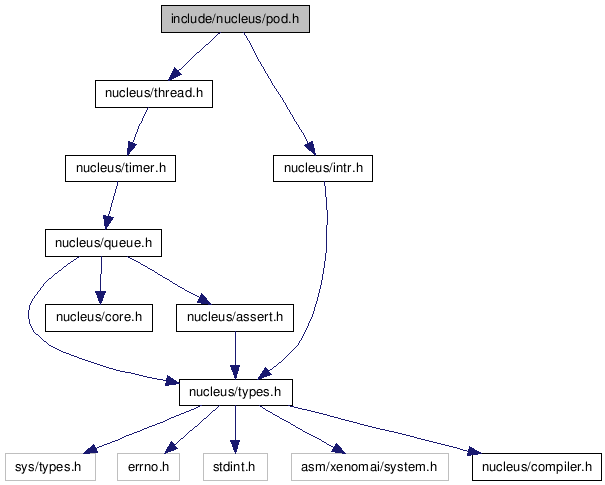 include/nucleus/pod.h
nucleus/thread.h
nucleus/timer.h
nucleus/intr.h
nucleus/queue.h
nucleus/core.h
nucleus/assert.h
nucleus/types.h
sys/types.h
errno.h
stdint.h
asm/xenomai/system.h
nucleus/compiler.h